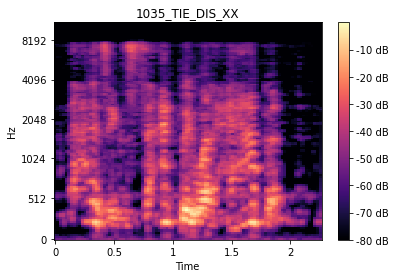 1035_TIE_DIS_XX
8192
4096
2048
1024
512
0
Hz
0
0.5
1
1.5
2
Time
-10 dB
-20 dB
-30 dB
-40 dB
-50 dB
-60 dB
-70 dB
-80 dB